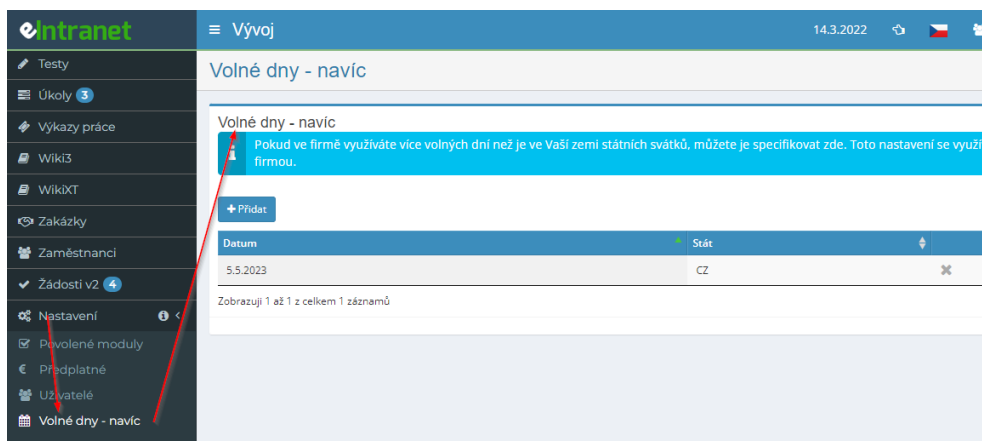 eIntranet
Vývoj
14.3.2022
Testy
Úkoly 3
Výkazy práce
Wiki3
WikiXT
Zakázky
Zaměstnanci
Žádosti v2 4
Nastavení
Povolené moduly
Předplatné
Uživatelé
Volné dny - navíc
Volné dny - navíc
Volné dny - navíc
Pokud ve firmě využíváte více volných dní než je ve Vaší zemi státních svátků, můžete je specifikovat zde. Toto nastavení se využí
firmou.
+ Přidat
Datum Stát
5.5.2023 CZ
Zobrazuji 1 až 1 z celkem 1 záznamů